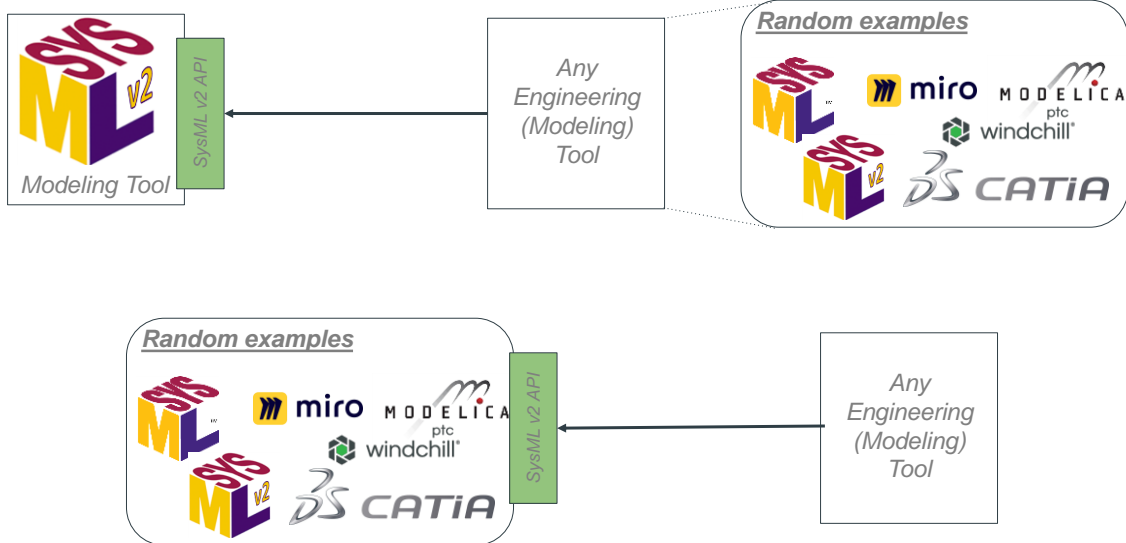 SYS
ML
v2
Modeling Tool
SysML v2 API
Any
Engineering
(Modeling)
Tool
Random examples
SYS
ML
miro
MODELICA
ptc
windchill
SYS
ML
v2
3DS CATIA
Random examples
SYS
ML
miro
MODELICA
ptc
windchill
SYS
ML
v2
3DS CATIA
SysML v2 API
Any
Engineering
(Modeling)
Tool